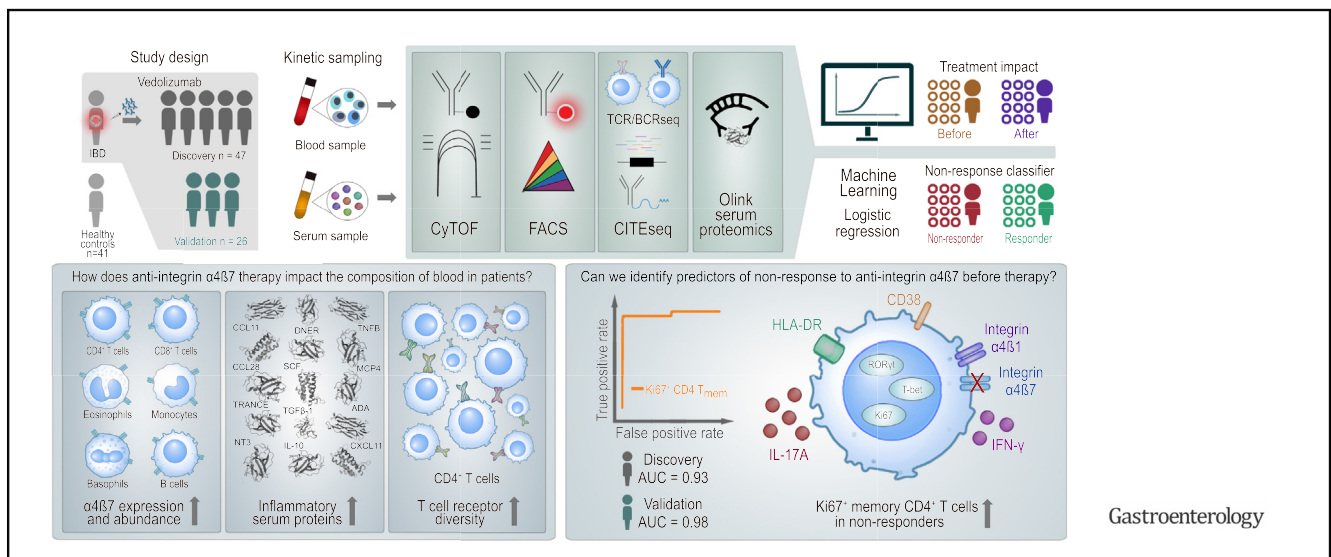 Study design
Vedolizumab
IBD
Discovery n = 47
Healthy
controls
n=41
Validation n = 26
Kinetic sampling
Blood sample
Serum sample
CyTOF
FACS
TCR/BCRseq
CITEseq
Olink
serum
proteomics
Treatment impact
Before
After
Machine
Learning
Logistic
regression
Non-response classifier
Non-responder
Responder
How does anti-integrin α4ß7 therapy impact the composition of blood in patients?
CD4⁺ T cells
CD8⁺ T cells
Eosinophils
Monocytes
Basophils
B cells
α4ß7 expression
and abundance
CCL11
DNER
TNFB
CCL28
SCF
MCP4
TRANCE
TGFβ-1
ADA
NT3
IL-10
CXCL11
Inflammatory
serum proteins
CD4⁺ T cells
T cell receptor
diversity
Can we identify predictors of non-response to anti-integrin α4ß7 before therapy?
True positive rate
Ki67⁺ CD4 Tmem
False positive rate
Discovery
AUC = 0.93
Validation
AUC = 0.98
CD38
HLA-DR
Integrin
α4ß1
Integrin
α4ß7
RORγt
T-bet
Ki67
IL-17A
IFN-γ
Ki67⁺ memory CD4⁺ T cells
in non-responders
Gastroenterology